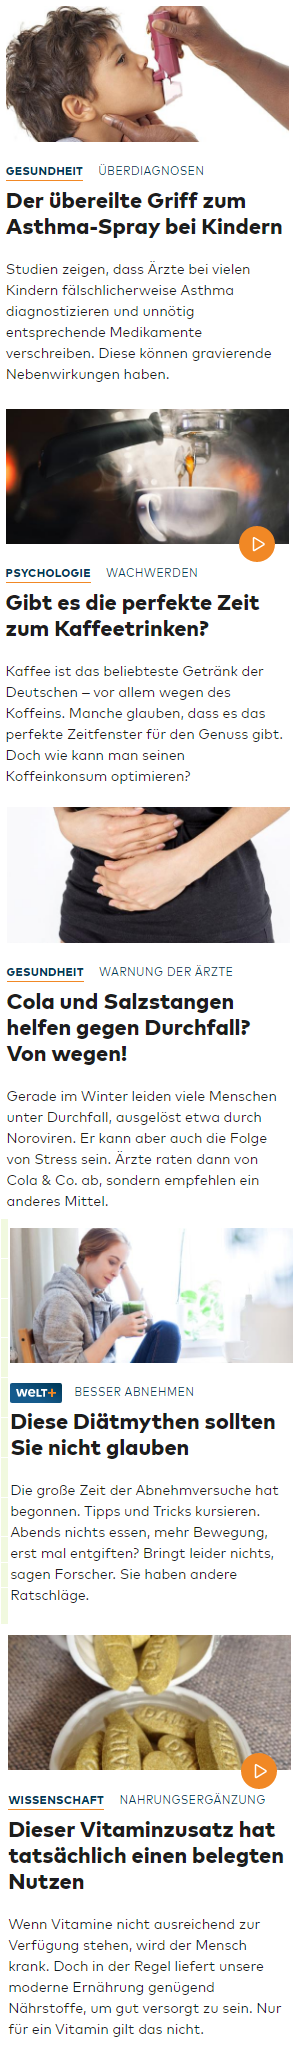 GESUNDHEIT ÜBERDIAGNOSEN
Der übereilte Griff zum
Asthma-Spray bei Kindern
Studien zeigen, dass Ärzte bei vielen
Kindern fälschlicherweise Asthma
diagnostizieren und unnötig
entsprechende Medikamente
verschreiben. Diese können gravierende
Nebenwirkungen haben.
PSYCHOLOGIE WACHWERDEN
Gibt es die perfekte Zeit
zum Kaffeetrinken?
Kaffee ist das beliebteste Getränk der
Deutschen – vor allem wegen des
Koffeins. Manche glauben, dass es das
perfekte Zeitfenster für den Genuss gibt.
Doch wie kann man seinen
Koffeinkonsum optimieren?
GESUNDHEIT WARNUNG DER ÄRZTE
Cola und Salzstangen
helfen gegen Durchfall?
Von wegen!
Gerade im Winter leiden viele Menschen
unter Durchfall, ausgelöst etwa durch
Noroviren. Er kann aber auch die Folge
von Stress sein. Ärzte raten dann von
Cola & Co. ab, sondern empfehlen ein
anderes Mittel.
WELT+ BESSER ABNEHMEN
Diese Diätmythen sollten
Sie nicht glauben
Die große Zeit der Abnehmversuche hat
begonnen. Tipps und Tricks kursieren.
Abends nichts essen, mehr Bewegung,
erst mal entgiften? Bringt leider nichts,
sagen Forscher. Sie haben andere
Ratschläge.
DAILY
DAILY
DAILY
WISSENSCHAFT NAHRUNGSERGÄNZUNG
Dieser Vitaminzusatz hat
tatsächlich einen belegten
Nutzen
Wenn Vitamine nicht ausreichend zur
Verfügung stehen, wird der Mensch
krank. Doch in der Regel liefert unsere
moderne Ernährung genügend
Nährstoffe, um gut versorgt zu sein. Nur
für ein Vitamin gilt das nicht.